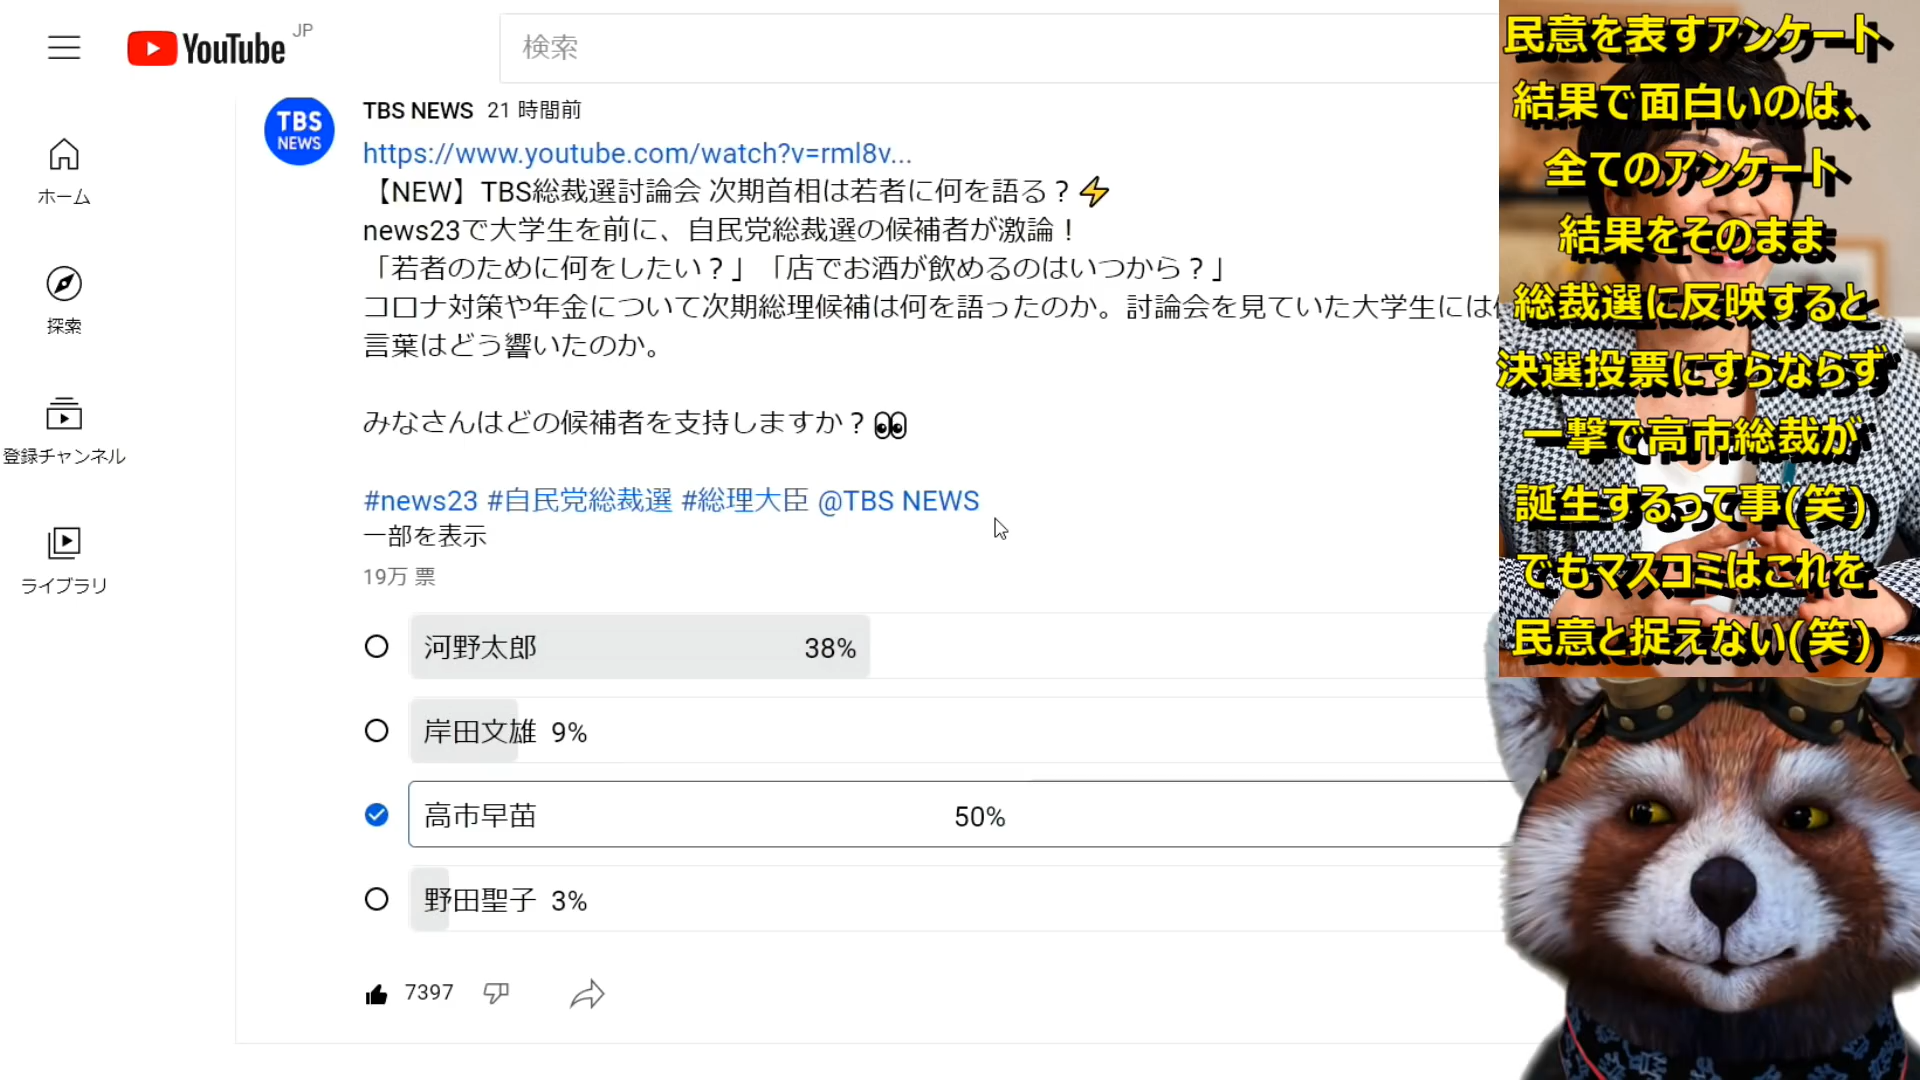 YouTube JP
検索
ホーム
探索
登録チャンネル
ライブラリ
TBS NEWS
TBS NEWS 21 時間前
https://www.youtube.com/watch?v=rml8v...
【NEW】TBS総裁選討論会 次期首相は若者に何を語る？⚡
news23で大学生を前に、自民党総裁選の候補者が激論！
「若者のために何をしたい？」「店でお酒が飲めるのはいつから？」
コロナ対策や年金について次期総理候補は何を語ったのか。討論会を見ていた大学生には
言葉はどう響いたのか。
みなさんはどの候補者を支持しますか？👀
#news23 #自民党総裁選 #総理大臣 @TBS NEWS
一部を表示
19万 票
河野太郎 38%
岸田文雄 9%
高市早苗 50%
野田聖子 3%
7397
民意を表すアンケート
結果で面白いのは、
全てのアンケート
結果をそのまま
総裁選に反映すると
決選投票にすらならず
一撃で高市総裁が
誕生するって事(笑)
でもマスコミはこれを
民意と捉えない(笑)